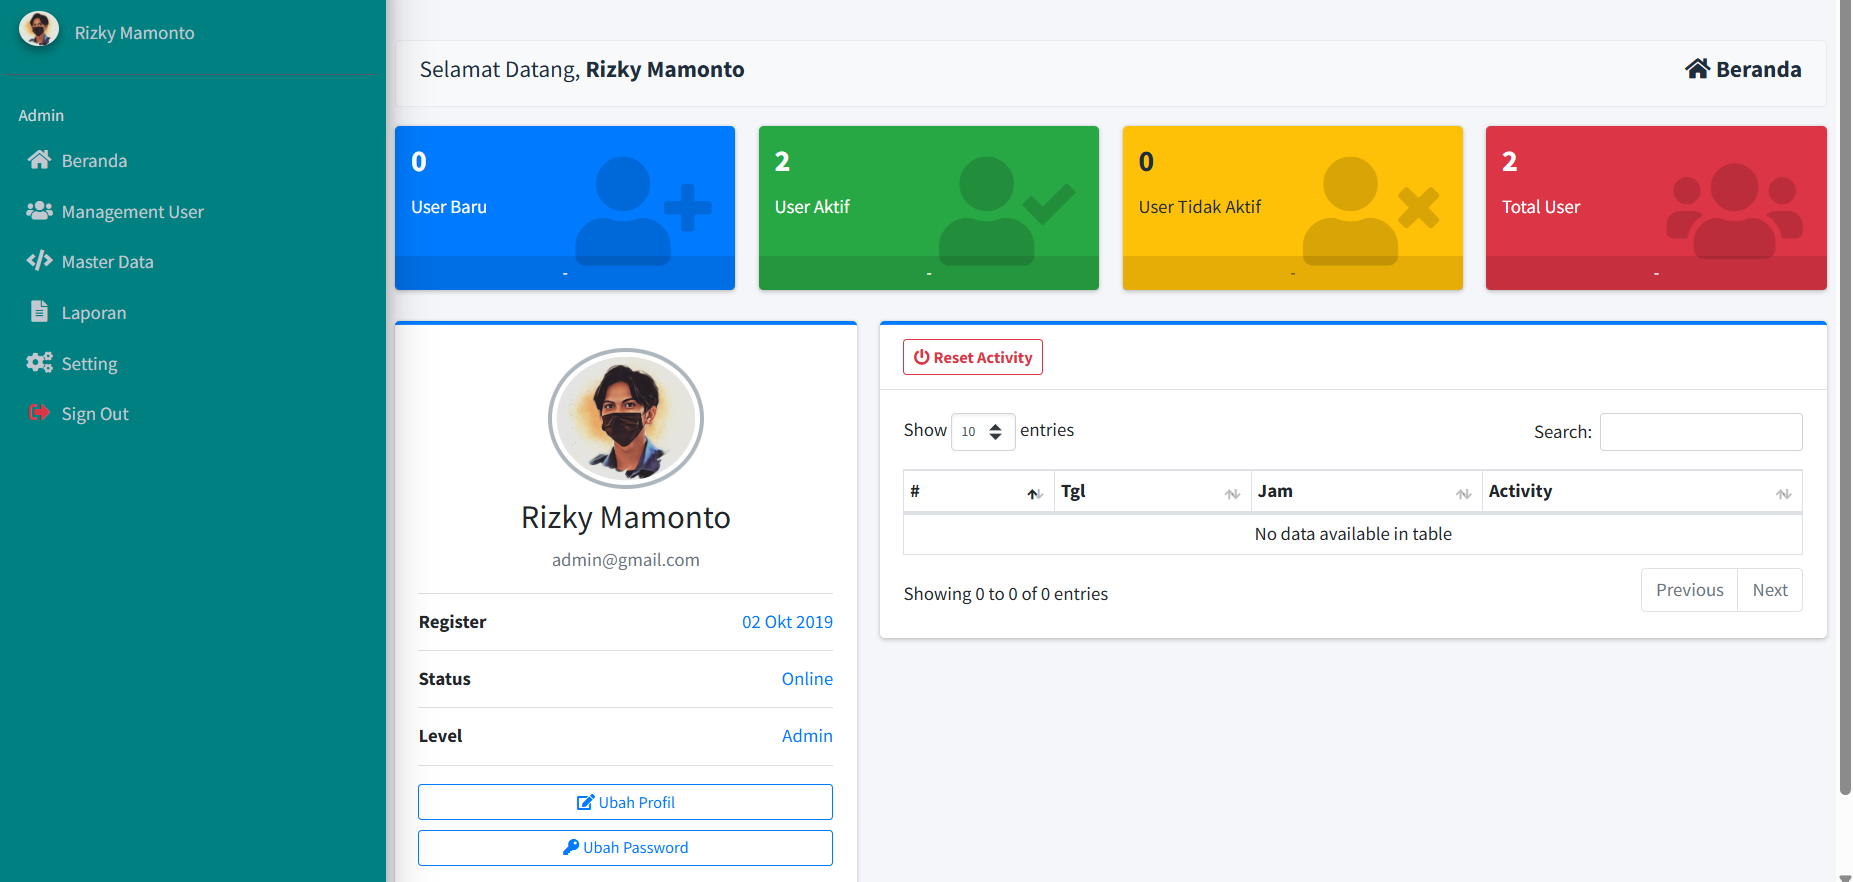 Rizky Mamonto
Admin
Beranda
Management User
Master Data
Laporan
Setting
Sign Out
Selamat Datang, Rizky Mamonto
Beranda
0
User Baru
-
2
User Aktif
-
0
User Tidak Aktif
-
2
Total User
-
Rizky Mamonto
admin@gmail.com
Register 02 Okt 2019
Status Online
Level Admin
Ubah Profil
Ubah Password
Reset Activity
Show 10 entries
Search:
# Tgl Jam Activity
No data available in table
Showing 0 to 0 of 0 entries
Previous Next